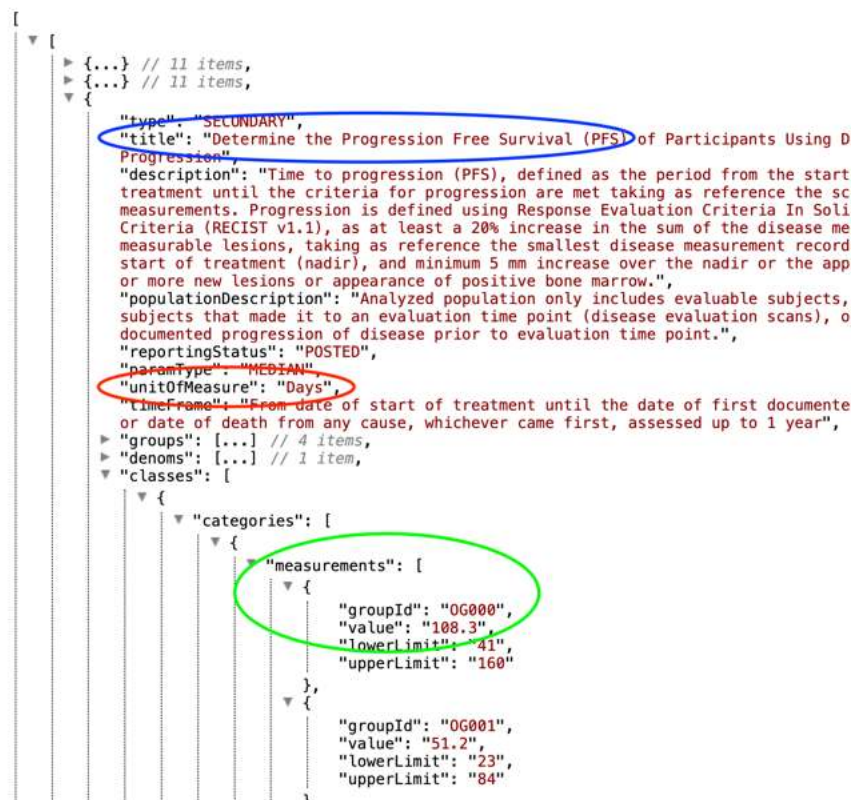 [
[
{...} // 11 items,
{...} // 11 items,
{
"type": "SECONDARY",
"title": "Determine the Progression Free Survival (PFS) of Participants Using D
Progression",
"description": "Time to progression (PFS), defined as the period from the start
treatment until the criteria for progression are met taking as reference the sc
measurements. Progression is defined using Response Evaluation Criteria In Soli
Criteria (RECIST v1.1), as at least a 20% increase in the sum of the disease me
measurable lesions, taking as reference the smallest disease measurement record
start of treatment (nadir), and minimum 5 mm increase over the nadir or the app
or more new lesions or appearance of positive bone marrow.",
"populationDescription": "Analyzed population only includes evaluable subjects,
subjects that made it to an evaluation time point (disease evaluation scans), o
documented progression of disease prior to evaluation time point.",
"reportingStatus": "POSTED",
"paramType": "MEDIAN",
"unitOfMeasure": "Days",
"timeFrame": "From date of start of treatment until the date of first documente
or date of death from any cause, whichever came first, assessed up to 1 year",
"groups": [...] // 4 items,
"denoms": [...] // 1 item,
"classes": [
{
"categories": [
{
"measurements": [
{
"groupId": "OG000",
"value": "108.3",
"lowerLimit": "41",
"upperLimit": "160"
},
{
"groupId": "OG001",
"value": "51.2",
"lowerLimit": "23",
"upperLimit": "84"
}